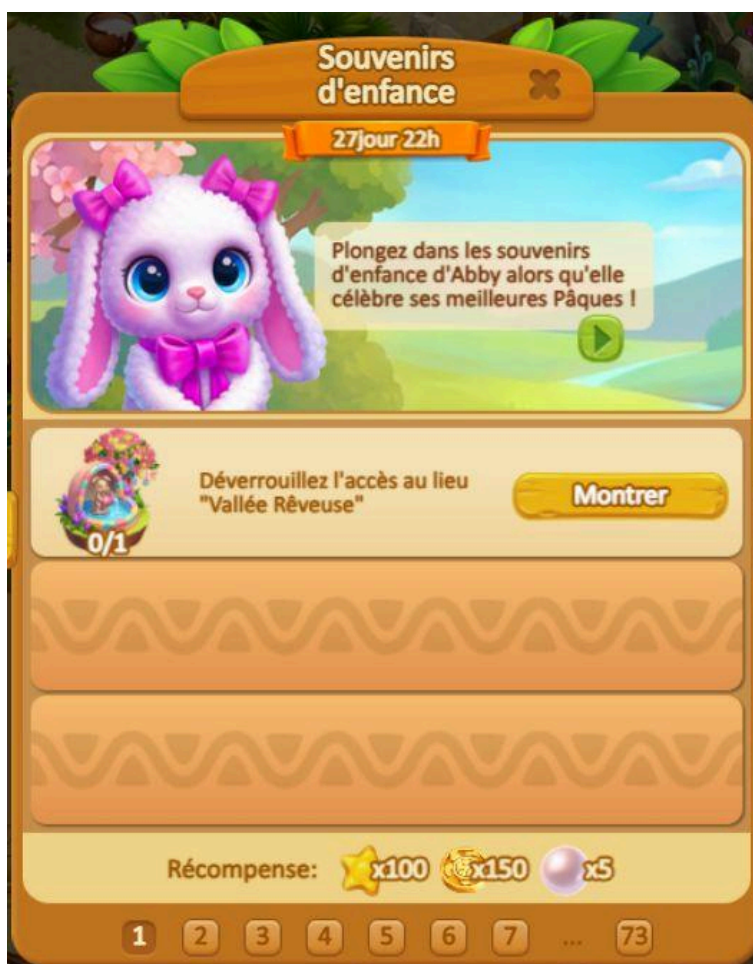 Souvenirs
d'enfance
27jour 22h
Plongez dans les souvenirs
d'enfance d'Abby alors qu'elle
célèbre ses meilleures Pâques !
Déverrouillez l'accès au lieu
"Vallée Rêveuse"
Montrer
0/1
Récompense: x100 x150 x5
1 2 3 4 5 6 7 ... 73